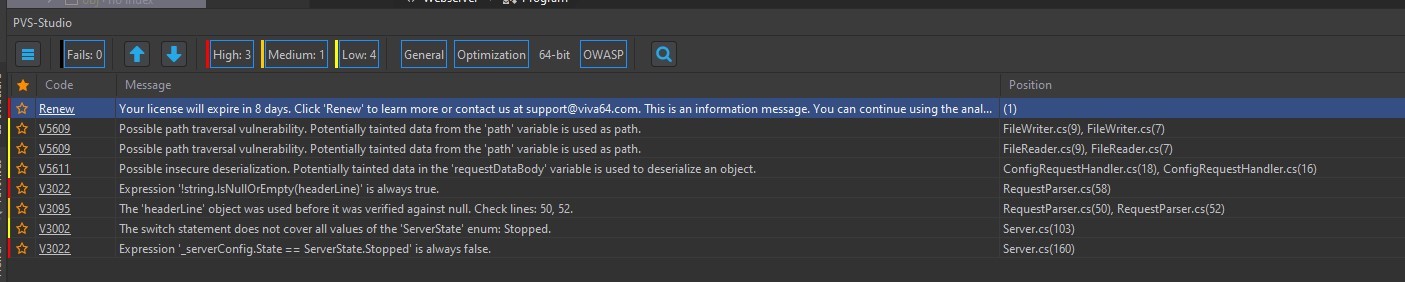 obj - no index
Webserver > Program
PVS-Studio
Fails: 0 High: 3 Medium: 1 Low: 4 General Optimization 64-bit OWASP
Code Message Position
Renew Your license will expire in 8 days. Click 'Renew' to learn more or contact us at support@viva64.com. This is an information message. You can continue using the anal... (1)
V5609 Possible path traversal vulnerability. Potentially tainted data from the 'path' variable is used as path. FileWriter.cs(9), FileWriter.cs(7)
V5609 Possible path traversal vulnerability. Potentially tainted data from the 'path' variable is used as path. FileReader.cs(9), FileReader.cs(7)
V5611 Possible insecure deserialization. Potentially tainted data in the 'requestDataBody' variable is used to deserialize an object. ConfigRequestHandler.cs(18), ConfigRequestHandler.cs(16)
V3022 Expression '!string.IsNullOrEmpty(headerLine)' is always true. RequestParser.cs(58)
V3095 The 'headerLine' object was used before it was verified against null. Check lines: 50, 52. RequestParser.cs(50), RequestParser.cs(52)
V3002 The switch statement does not cover all values of the 'ServerState' enum: Stopped. Server.cs(103)
V3022 Expression '_serverConfig.State == ServerState.Stopped' is always false. Server.cs(160)